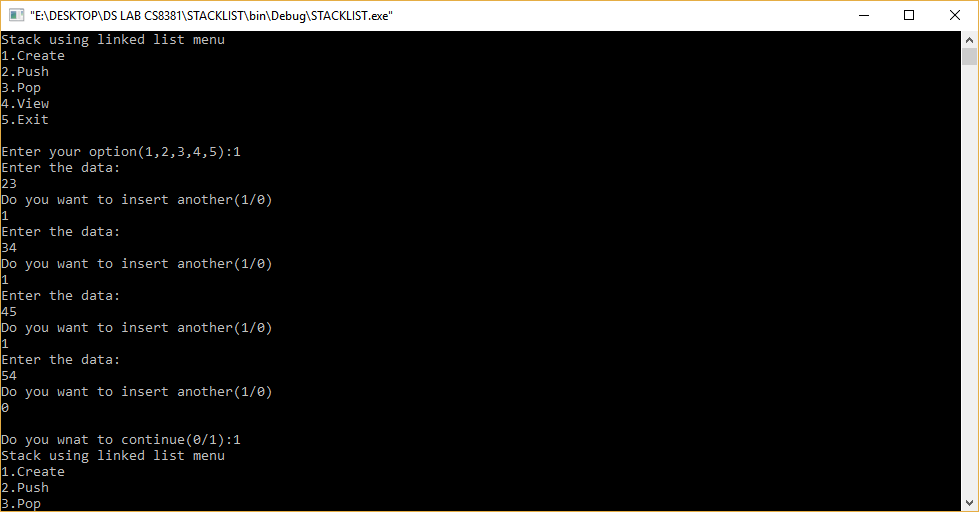 "E:\DESKTOP\DS LAB CS8381\STACKLIST\bin\Debug\STACKLIST.exe"
Stack using linked list menu
1.Create
2.Push
3.Pop
4.View
5.Exit
Enter your option(1,2,3,4,5):1
Enter the data:
23
Do you want to insert another(1/0)
1
Enter the data:
34
Do you want to insert another(1/0)
1
Enter the data:
45
Do you want to insert another(1/0)
1
Enter the data:
54
Do you want to insert another(1/0)
0
Do you wnat to continue(0/1):1
Stack using linked list menu
1.Create
2.Push
3.Pop